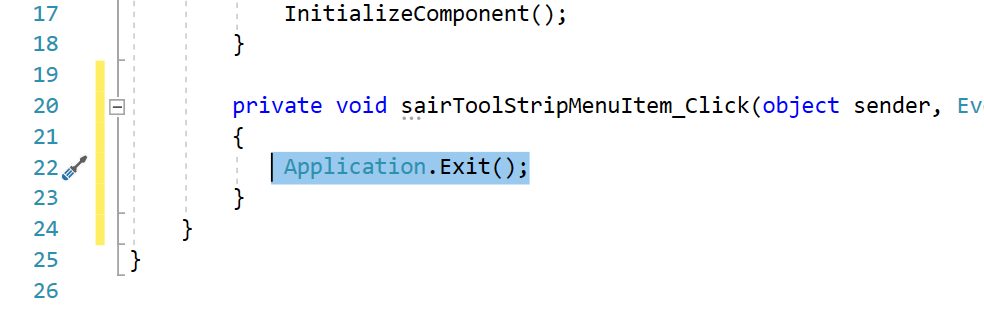 17 InitializeComponent();
18 }
19
20 private void sairToolStripMenuItem_Click(object sender, Ev
21 {
22 Application.Exit();
23 }
24 }
25 }
26